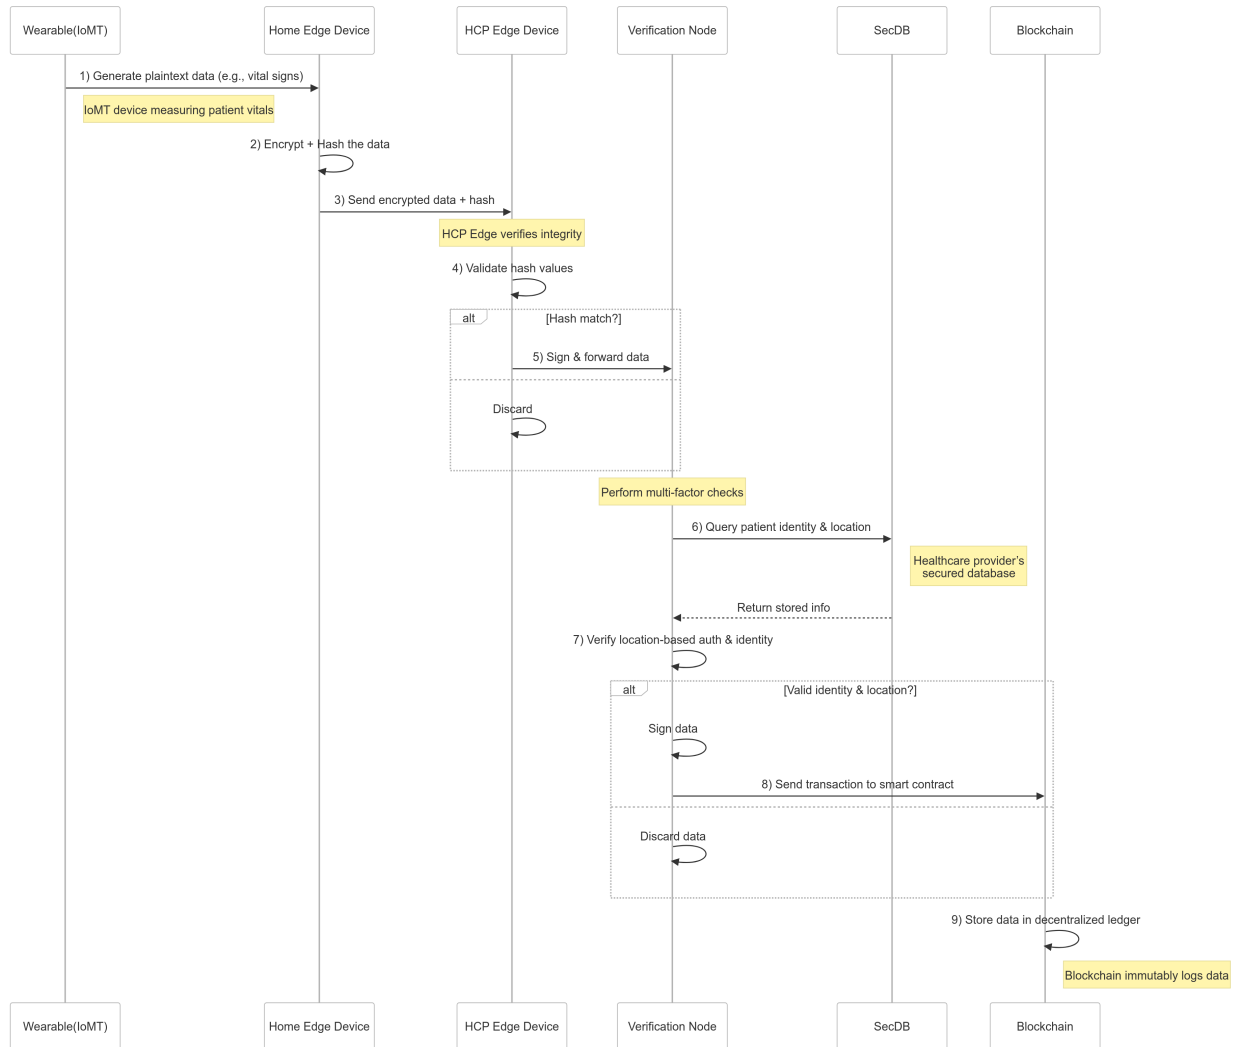 Wearable(IoMT)
Home Edge Device
HCP Edge Device
Verification Node
SecDB
Blockchain
1) Generate plaintext data (e.g., vital signs)
IoMT device measuring patient vitals
2) Encrypt + Hash the data
3) Send encrypted data + hash
HCP Edge verifies integrity
4) Validate hash values
alt
[Hash match?]
5) Sign & forward data
Discard
Perform multi-factor checks
6) Query patient identity & location
Healthcare provider’s
secured database
Return stored info
7) Verify location-based auth & identity
alt
[Valid identity & location?]
Sign data
8) Send transaction to smart contract
Discard data
9) Store data in decentralized ledger
Blockchain immutably logs data
Wearable(IoMT)
Home Edge Device
HCP Edge Device
Verification Node
SecDB
Blockchain